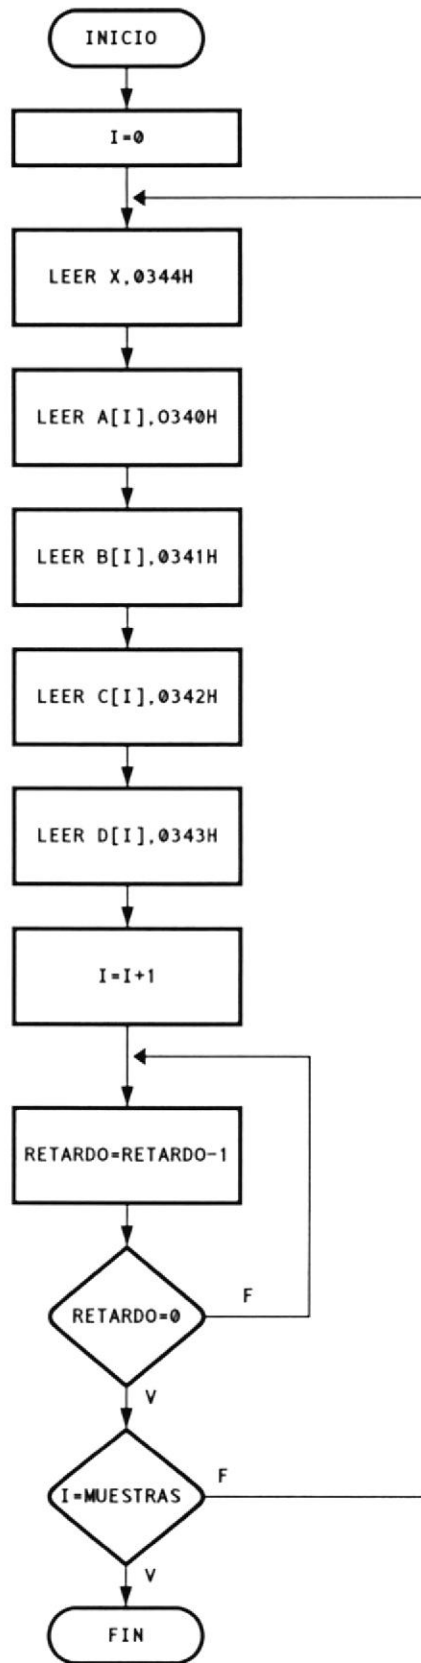 INICIO
I=0
LEER X,0344H
LEER A[I],O340H
LEER B[I],0341H
LEER C[I],0342H
LEER D[I],0343H
I=I+1
RETARDO=RETARDO-1
RETARDO=0
F
V
I=MUESTRAS
F
V
FIN